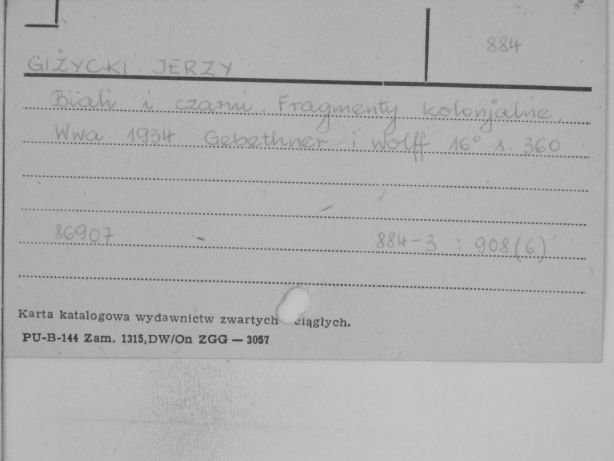 884
GIŻYCKI JERZY
Biali i czarni. Fragmenty kolonjalne.
Wwa 1934 Gebethner i Wolff 16° s. 360
86907 - 884-3 : 908(6)
Karta katalogowa wydawnictw zwartych ciągłych.
PU-B-144 Zam. 1315,DW/On ZGG — 3057